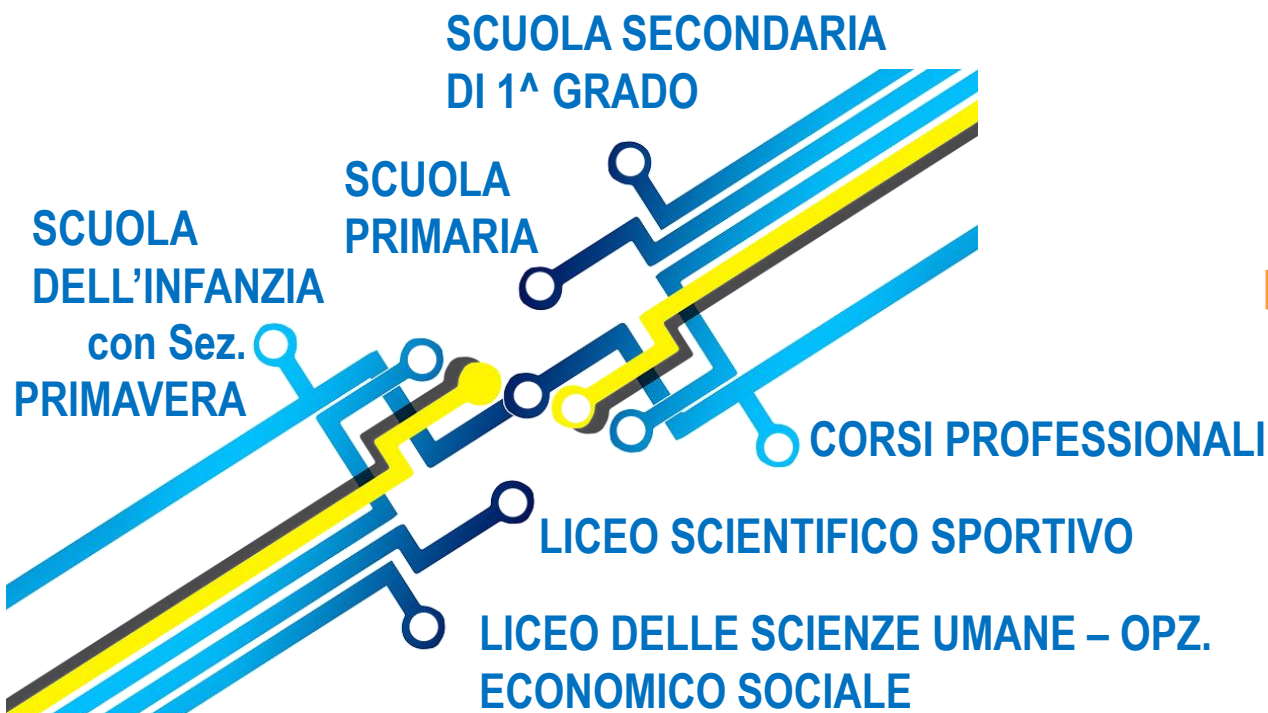 SCUOLA SECONDARIA
DI 1^ GRADO
SCUOLA
PRIMARIA
SCUOLA
DELL’INFANZIA
con Sez.
PRIMAVERA
CORSI PROFESSIONALI
LICEO SCIENTIFICO SPORTIVO
LICEO DELLE SCIENZE UMANE – OPZ.
ECONOMICO SOCIALE